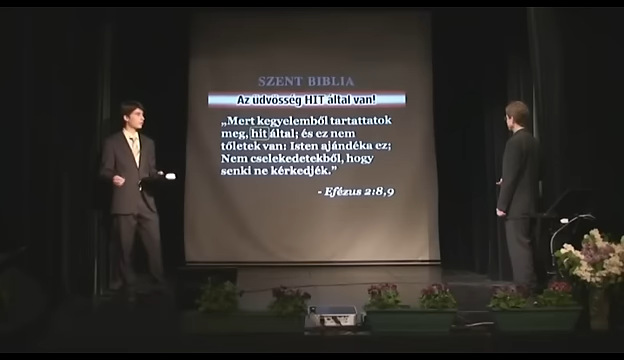 SZENT BIBLIA
Az üdvösség HIT által van!
„Mert kegyelemből tartattatok
meg, hit által; és ez nem
tőletek van: Isten ajándéka ez;
Nem cselekedetekből, hogy
senki ne kérkedjék.”
- Efézus 2:8,9